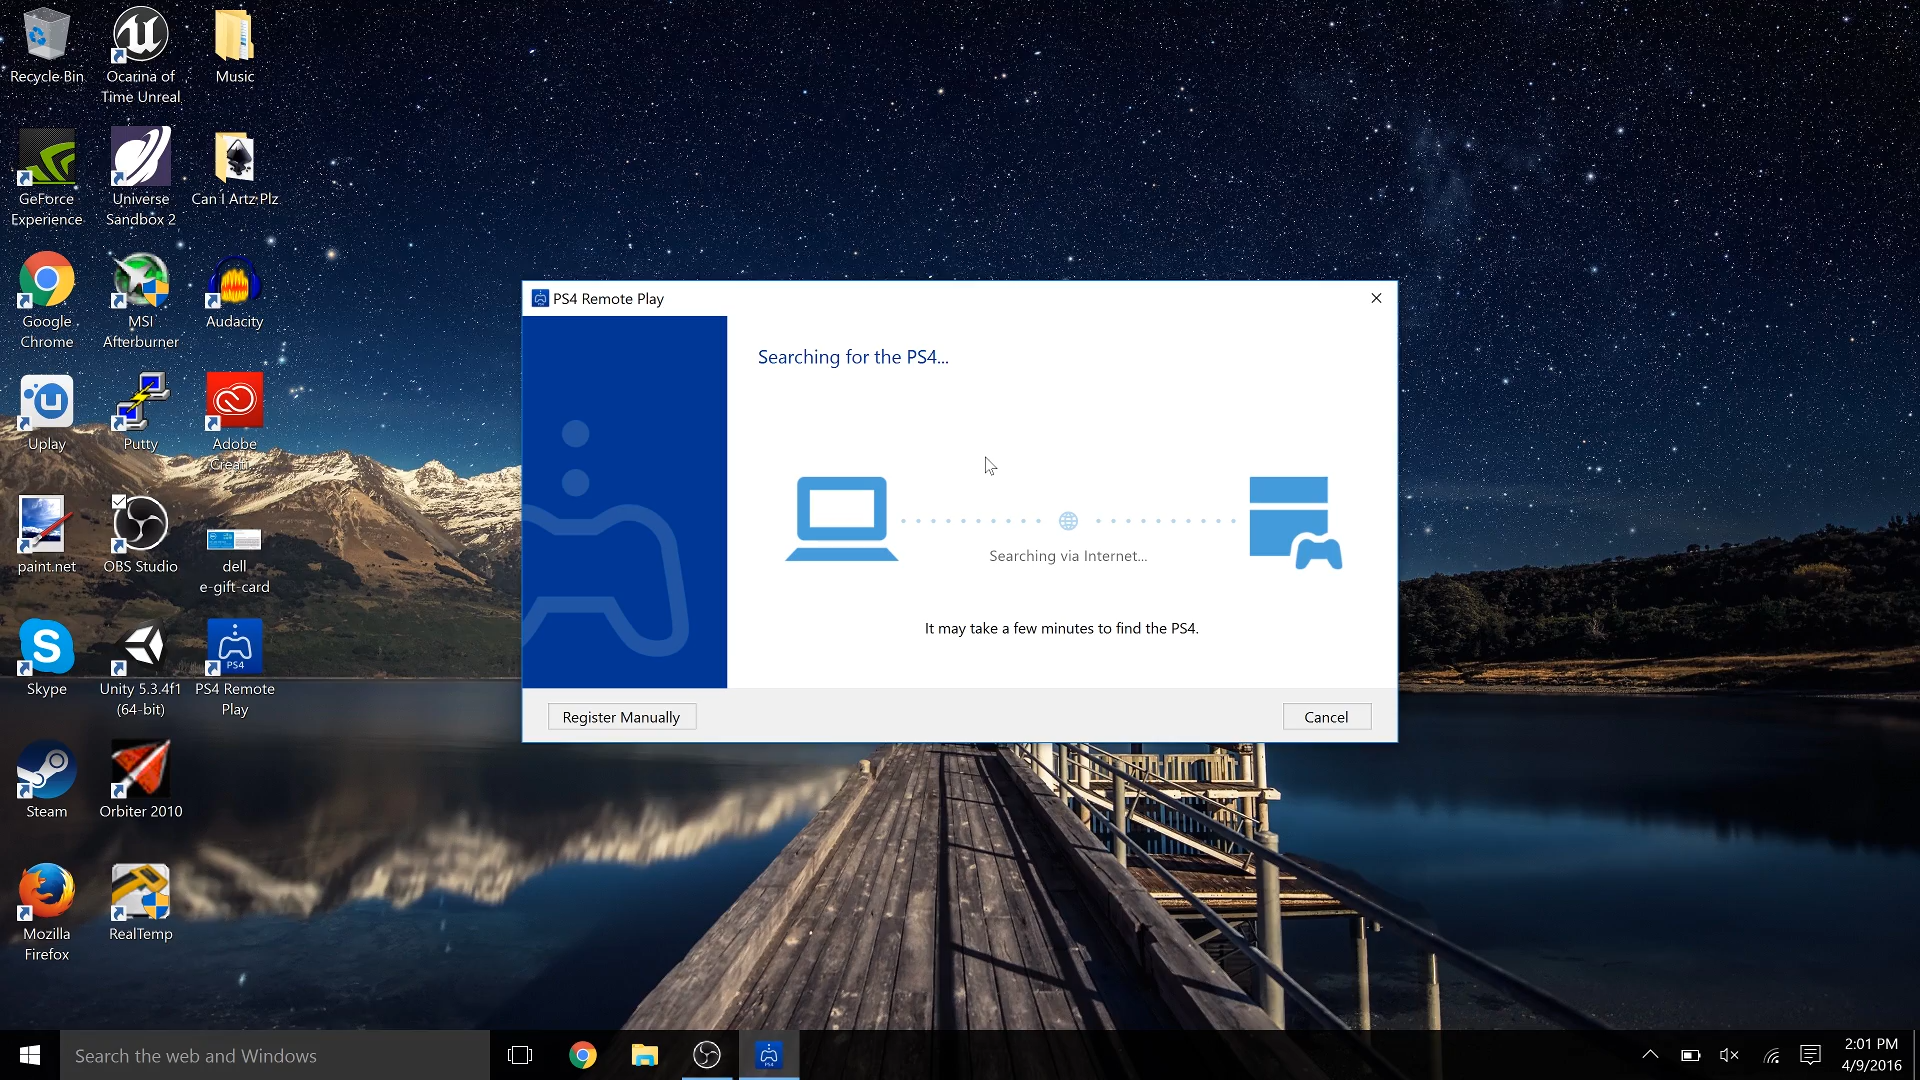 Recycle Bin
Ocarina of
Time Unreal
Music
GeForce
Experience
Universe
Sandbox 2
Can I Artz Plz
Google
Chrome
MSI
Afterburner
Audacity
Uplay
Putty
Adobe
Creati...
paint.net
OBS Studio
dell
e-gift-card
Skype
Unity 5.3.4f1
(64-bit)
PS4
PS4 Remote
Play
Steam
Orbiter 2010
Mozilla
Firefox
RealTemp
PS4 Remote Play
Searching for the PS4...
Searching via Internet...
It may take a few minutes to find the PS4.
Register Manually
Cancel
Search the web and Windows
2:01 PM
4/9/2016